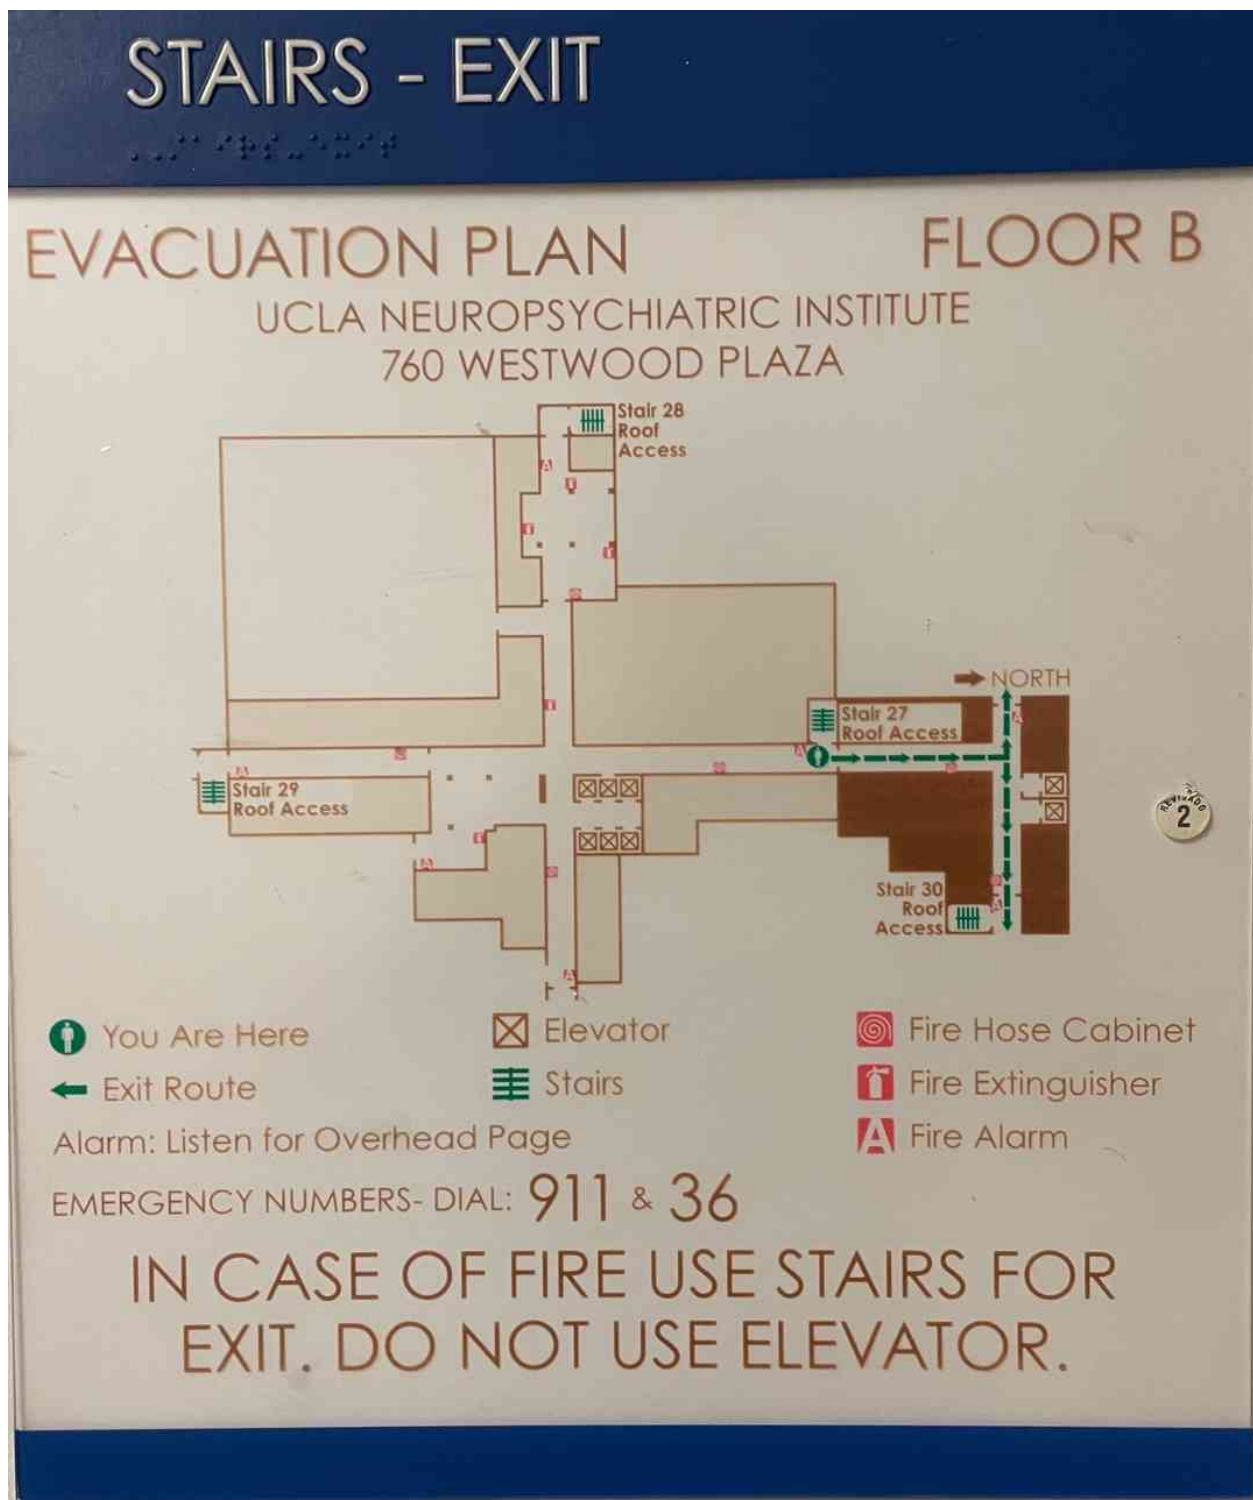 STAIRS - EXIT
EVACUATION PLAN
FLOOR B
UCLA NEUROPSYCHIATRIC INSTITUTE
760 WESTWOOD PLAZA
Stair 28
Roof
Access
NORTH
Stair 27
Roof Access
Stair 29
Roof Access
2
Stair 30
Roof
Access
You Are Here
Elevator
Fire Hose Cabinet
Exit Route
Stairs
Fire Extinguisher
Alarm: Listen for Overhead Page
A Fire Alarm
EMERGENCY NUMBERS- DIAL: 911 & 36
IN CASE OF FIRE USE STAIRS FOR
EXIT. DO NOT USE ELEVATOR.